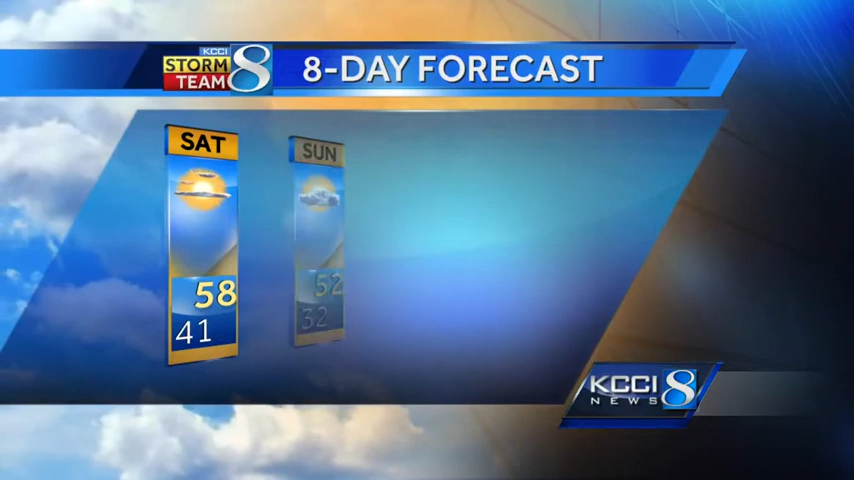 KCCI
STORM
TEAM
8
8-DAY FORECAST
SAT
SUN
58
41
52
32
KCCI 8
NEWS